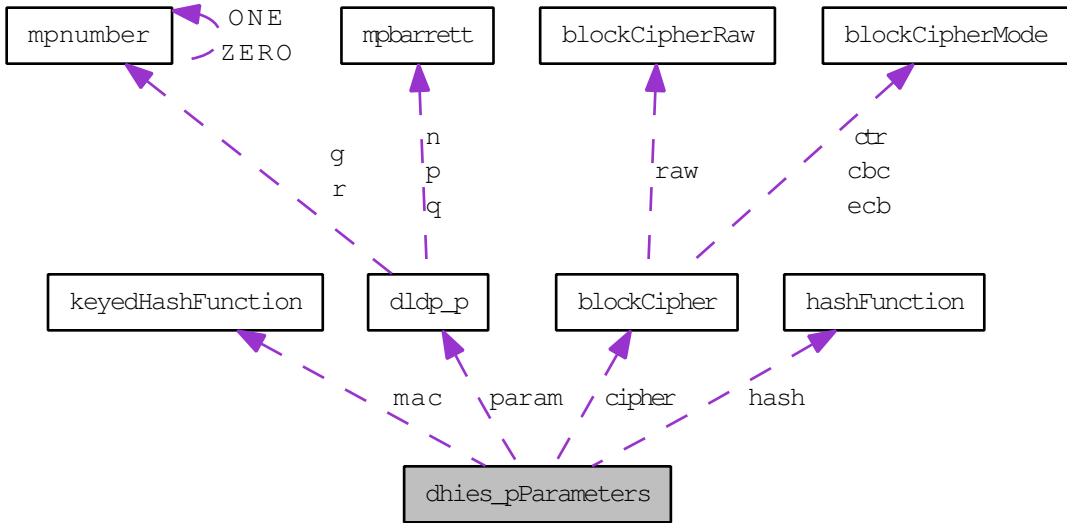 mpnumber
ONE
ZERO
mpbarrett
blockCipherRaw
blockCipherMode
g
r
n
p
q
raw
ctr
cbc
ecb
keyedHashFunction
dldp_p
blockCipher
hashFunction
mac
param
cipher
hash
dhies_pParameters